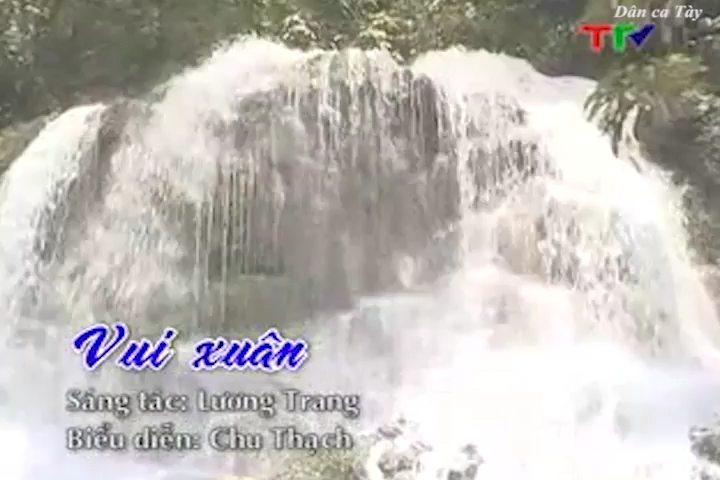 Dân ca Tày
TTV
Vui xuân
Sáng tác: Lương Trang
Biểu diễn: Chu Thạch